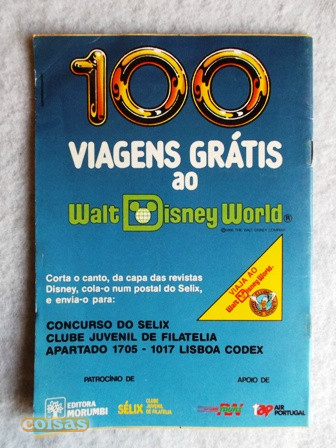 100
VIAGENS GRÁTIS
ao
Walt Disney World®
VIAJA AO
Walt Disney World
Corta o canto, da capa das revistas
Disney, cola-o num postal do Selix,
e envia-o para:
CONCURSO DO SELIX
CLUBE JUVENIL DE FILATELIA
APARTADO 1705 - 1017 LISBOA CODEX
PATROCÍNIO DE
APOIO DE
EDITORA
MORUMBI
SÉLIX
CLUBE
JUVENIL
DE FILATELIA
tap
AIR
PORTUGAL
coisas